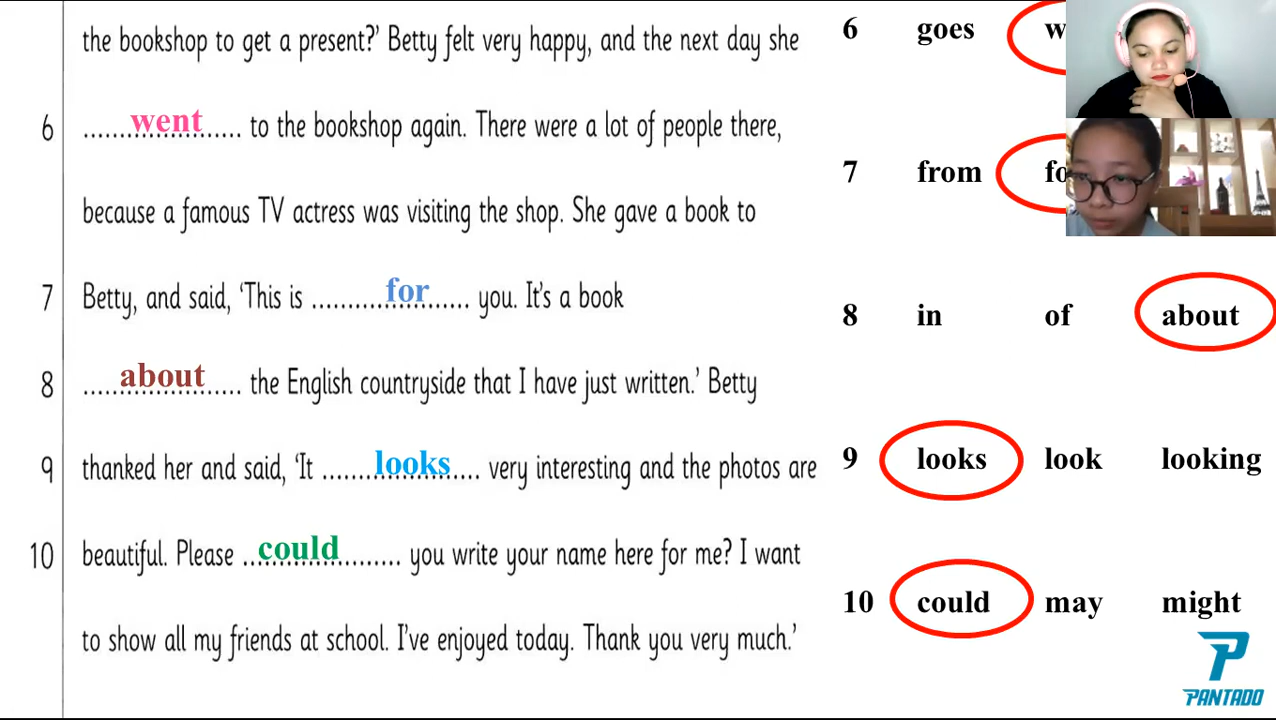 the bookshop to get a present?' Betty felt very happy, and the next day she
6 ......went...... to the bookshop again. There were a lot of people there,
because a famous TV actress was visiting the shop. She gave a book to
7 Betty, and said, 'This is ......for...... you. It's a book
8 ......about...... the English countryside that I have just written.' Betty
9 thanked her and said, 'It ......looks...... very interesting and the photos are
10 beautiful. Please ......could...... you write your name here for me? I want
to show all my friends at school. I've enjoyed today. Thank you very much.'
6 goes
7 from
8 in of about
9 looks look looking
10 could may might
PANTADO